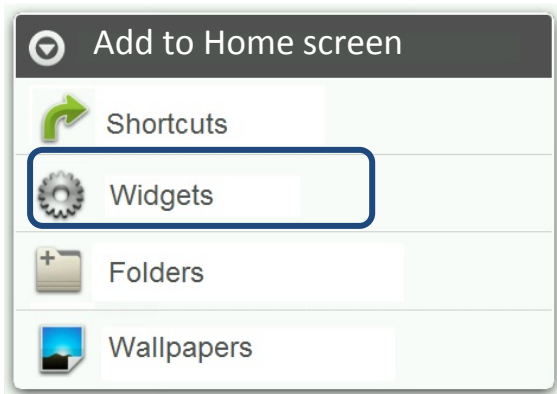 Add to Home screen
Shortcuts
Widgets
Folders
Wallpapers